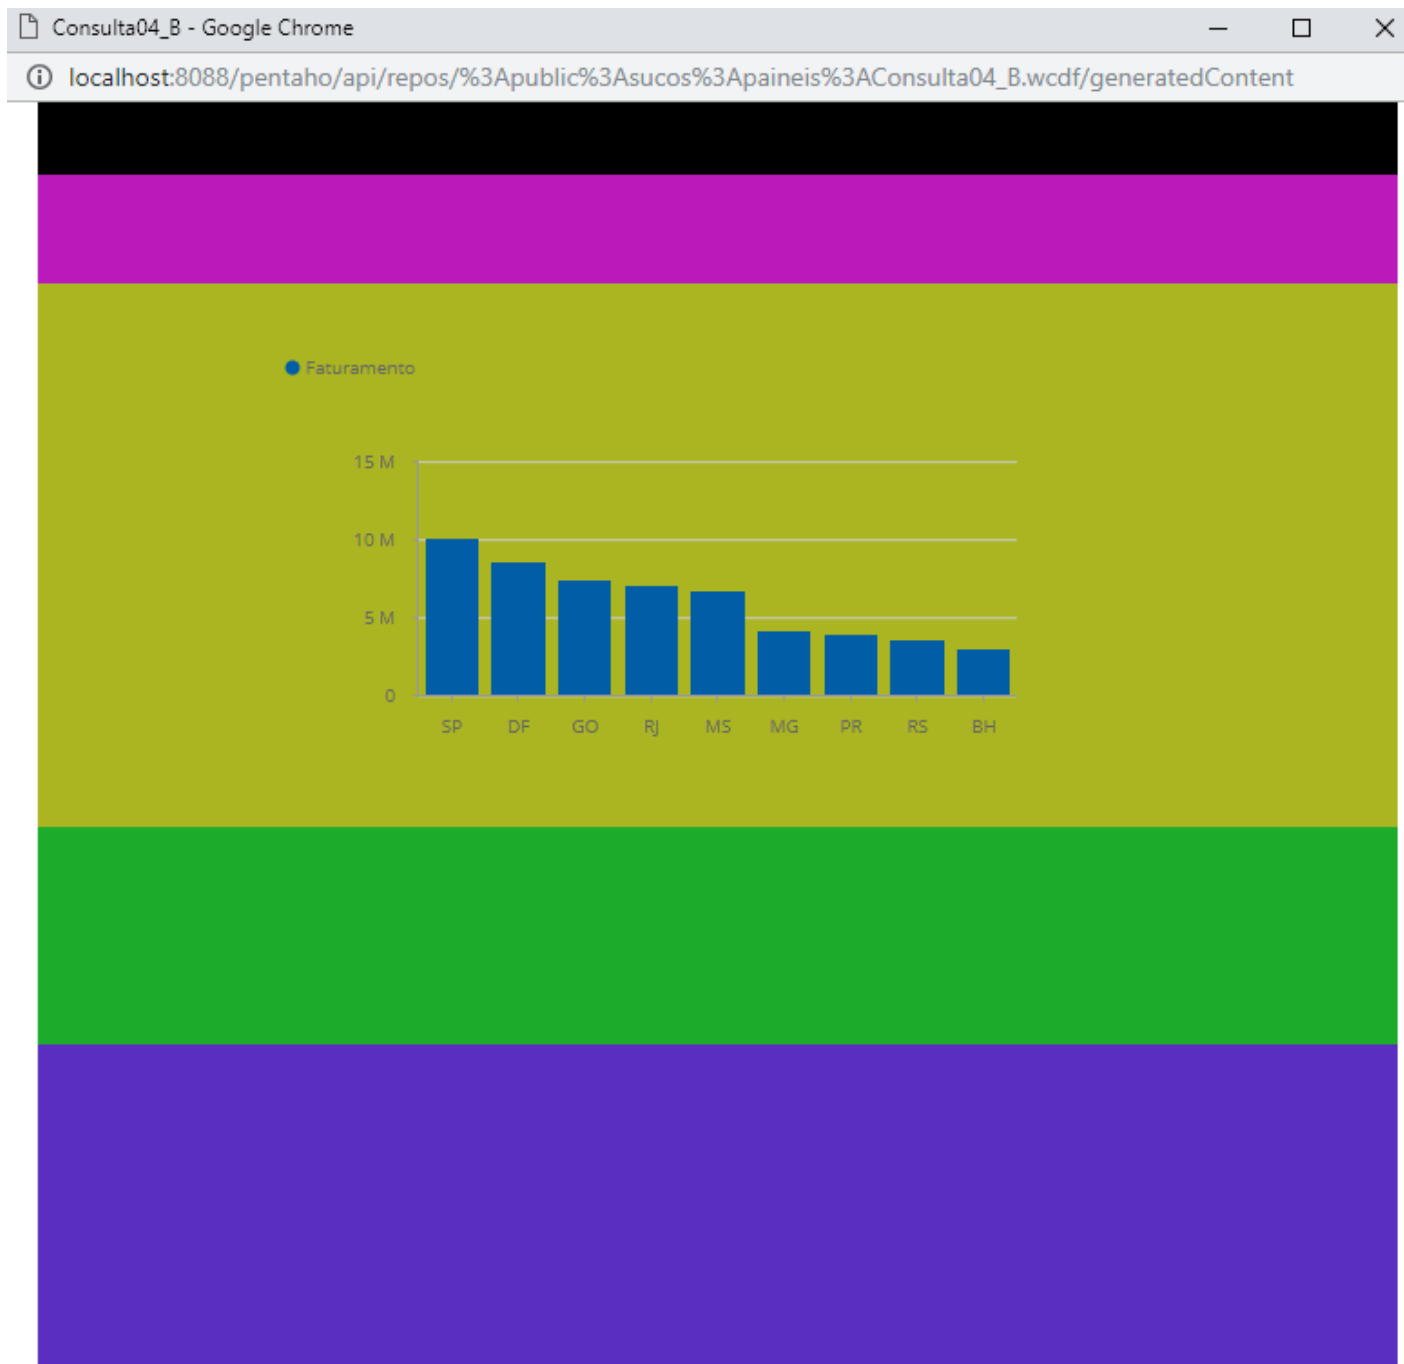 Consulta04_B - Google Chrome
localhost:8088/pentaho/api/repos/%3Apublic%3Asucos%3Apaineis%3AConsulta04_B.wcdf/generatedContent
Faturamento
15 M
10 M
5 M
0
SP DF GO RJ MS MG PR RS BH